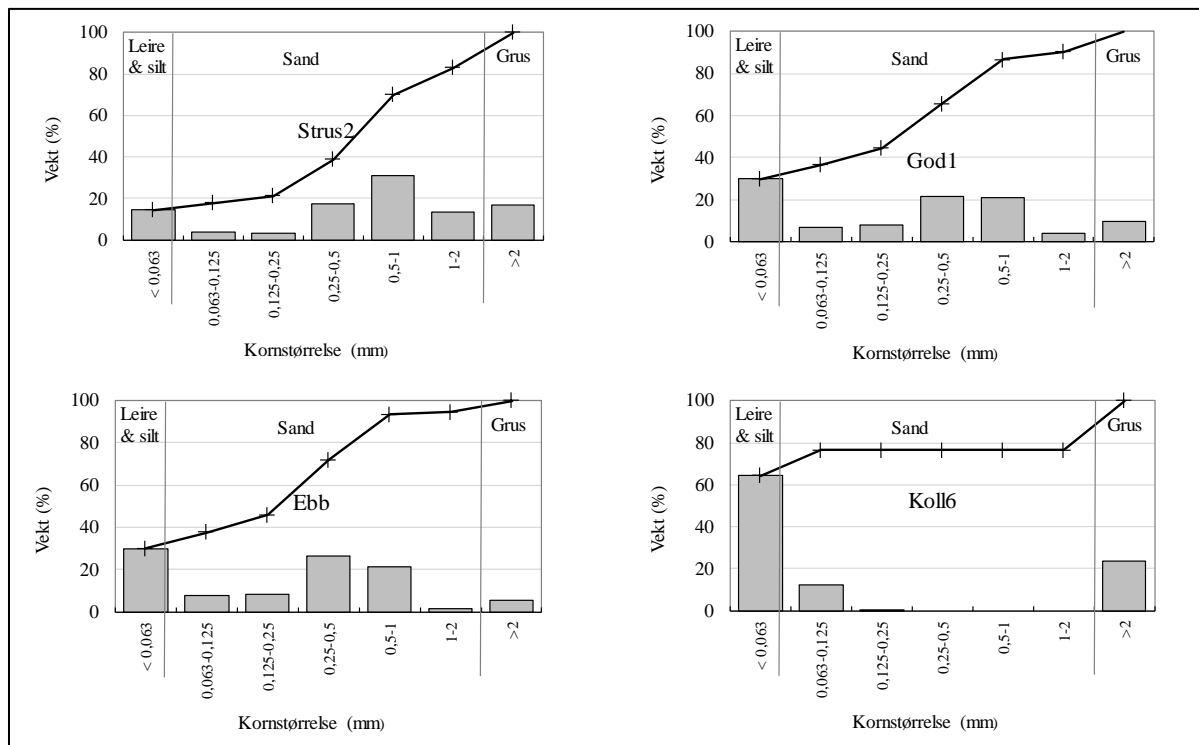 Leire
& silt
Sand
Grus
Strus2
Vekt (%)
100
80
60
40
20
0
< 0,063
0,063-0,125
0,125-0,25
0,25-0,5
0,5-1
1-2
>2
Kornstørrelse (mm)
Leire
& silt
Sand
Grus
God1
Vekt (%)
100
80
60
40
20
0
< 0,063
0,063-0,125
0,125-0,25
0,25-0,5
0,5-1
1-2
>2
Kornstørrelse (mm)
Leire
& silt
Sand
Grus
Ebb
Vekt (%)
100
80
60
40
20
0
< 0,063
0,063-0,125
0,125-0,25
0,25-0,5
0,5-1
1-2
>2
Kornstørrelse (mm)
Leire
& silt
Sand
Grus
Koll6
Vekt (%)
100
80
60
40
20
0
< 0,063
0,063-0,125
0,125-0,25
0,25-0,5
0,5-1
1-2
>2
Kornstørrelse (mm)